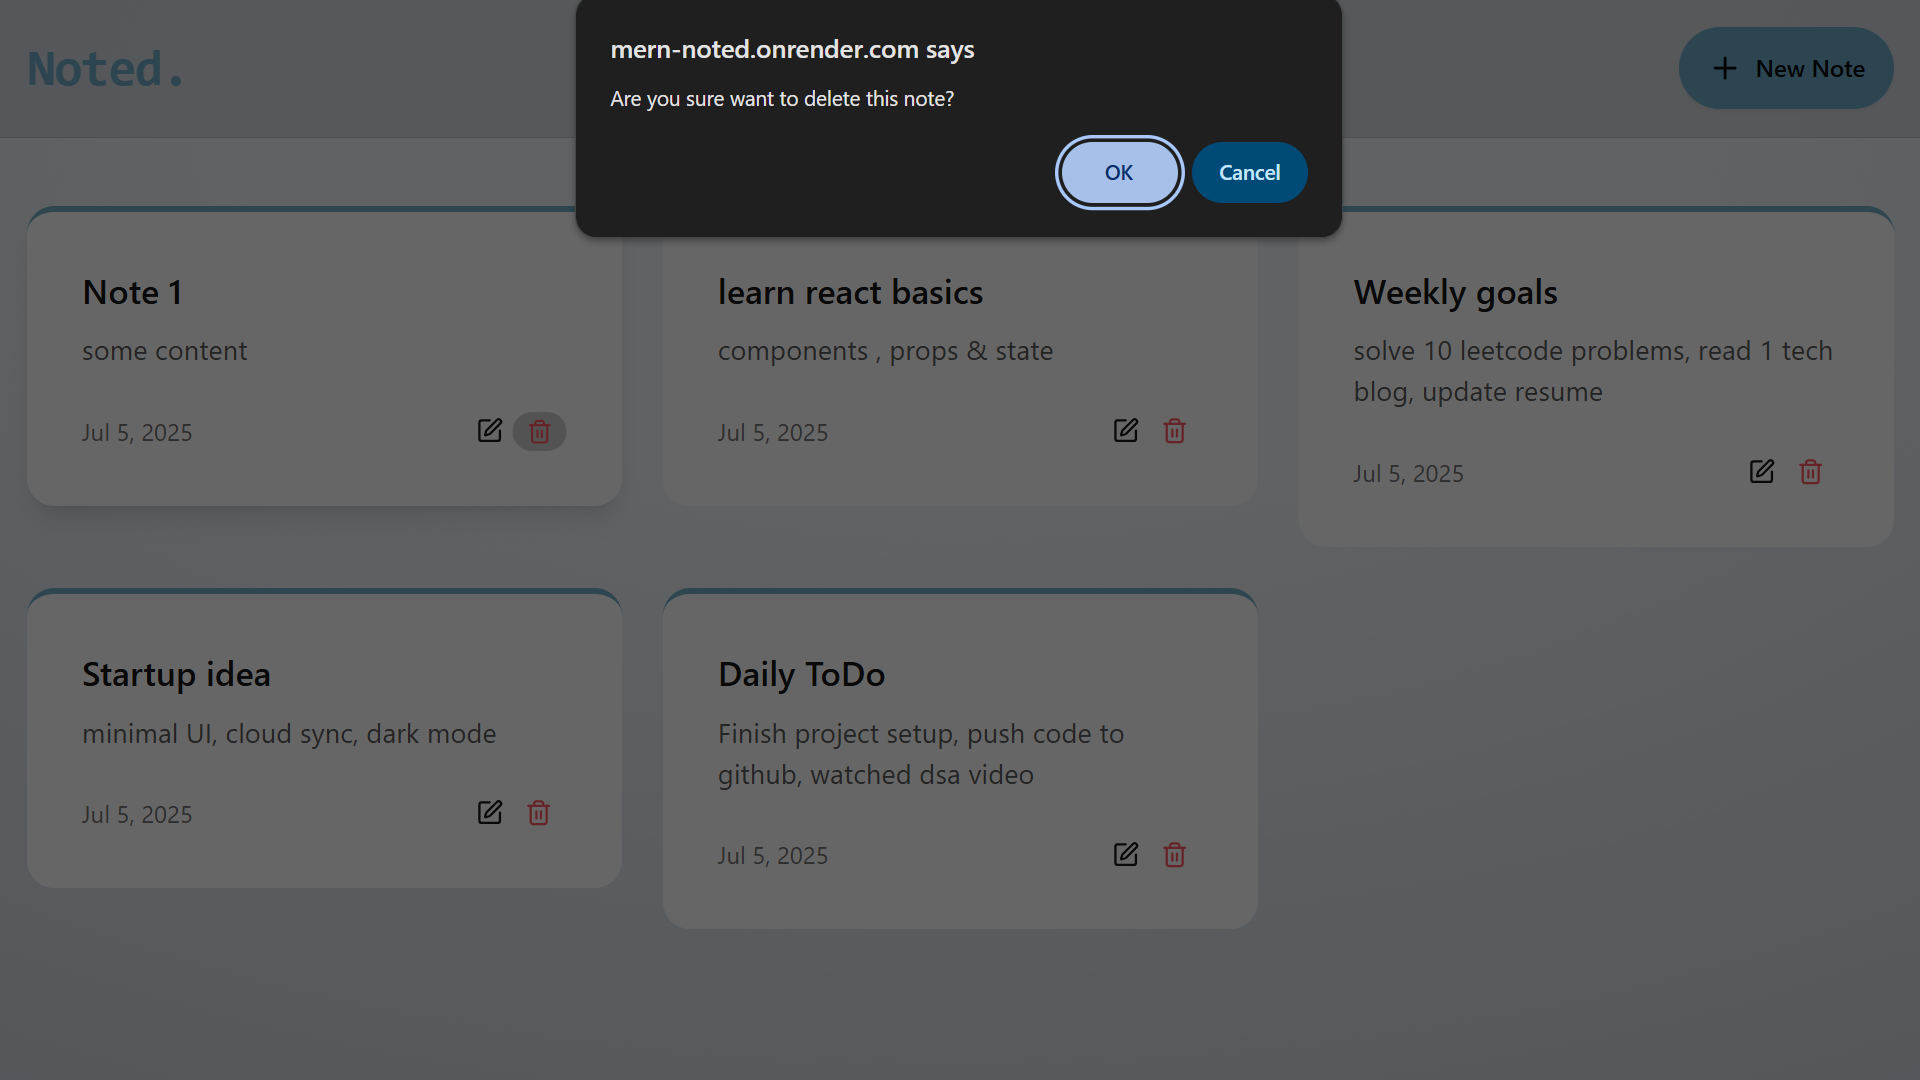 Noted.
New Note
mern-noted.onrender.com says
Are you sure want to delete this note?
OK
Cancel
Note 1
some content
Jul 5, 2025
learn react basics
components , props & state
Jul 5, 2025
Weekly goals
solve 10 leetcode problems, read 1 tech
blog, update resume
Jul 5, 2025
Startup idea
minimal UI, cloud sync, dark mode
Jul 5, 2025
Daily ToDo
Finish project setup, push code to
github, watched dsa video
Jul 5, 2025